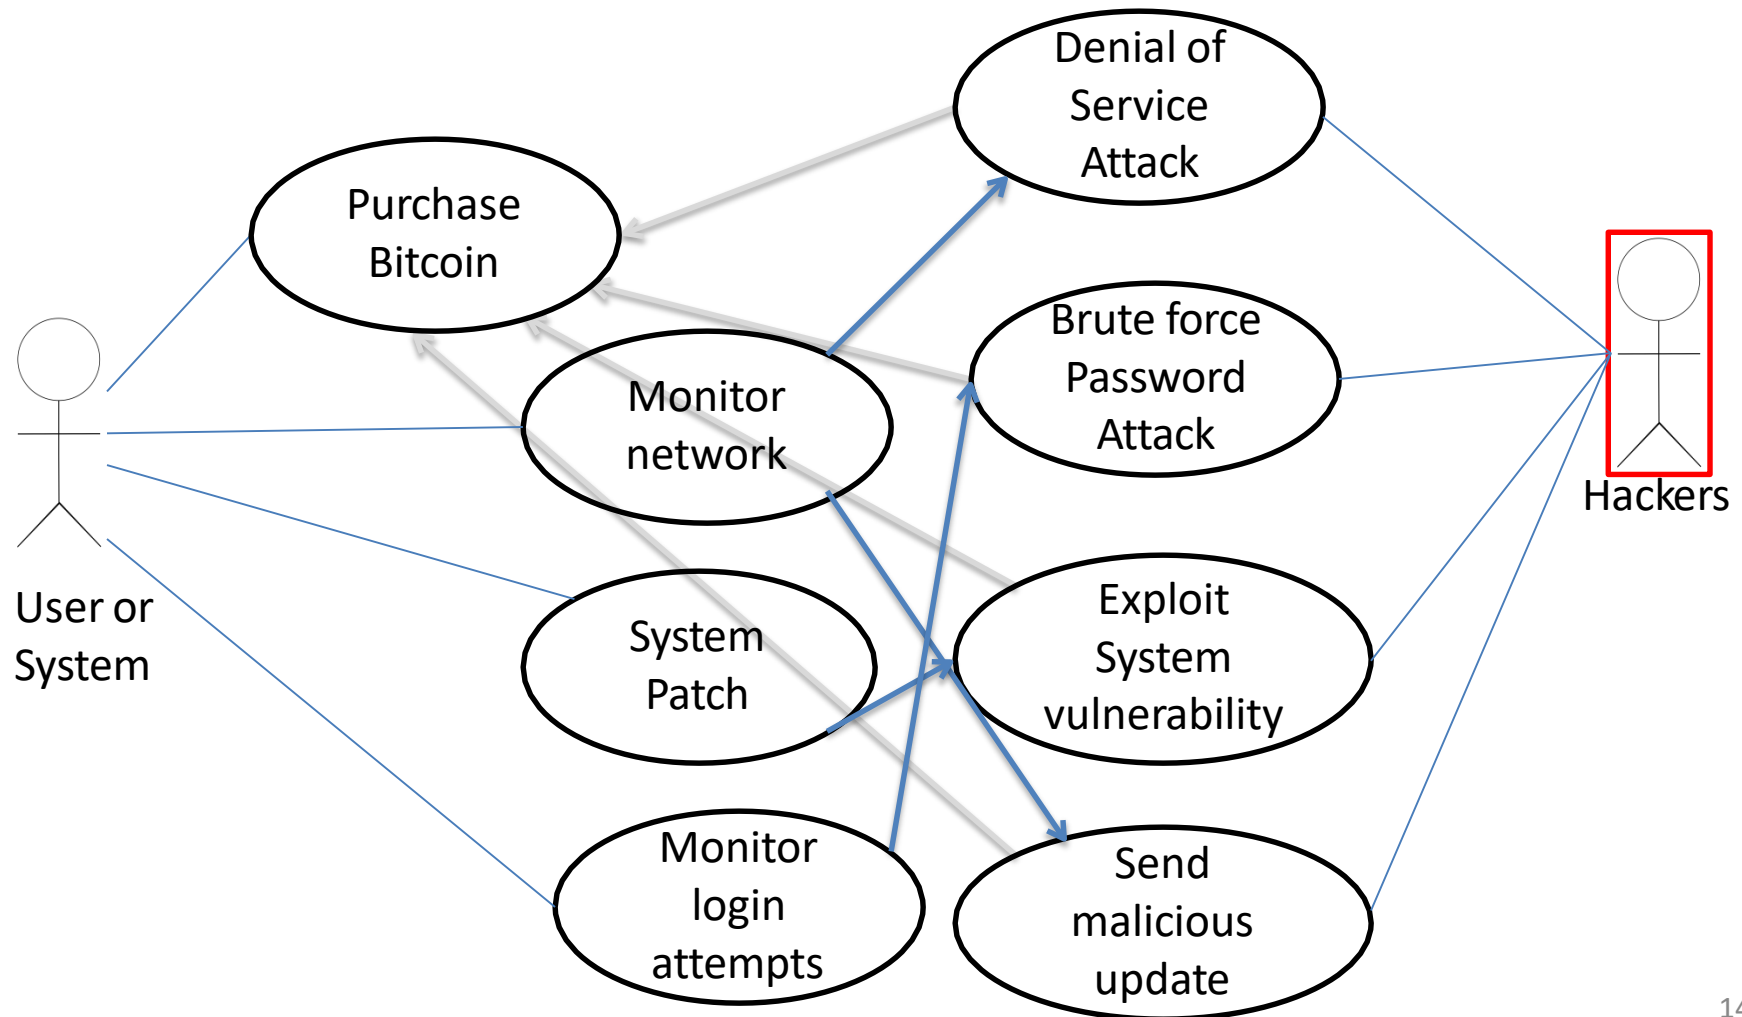 Denial of
Service
Attack
Purchase
Bitcoin
Brute force
Password
Attack
Monitor
network
Hackers
User or
System
System
Patch
Exploit
System
vulnerability
Monitor
login
attempts
Send
malicious
update
14